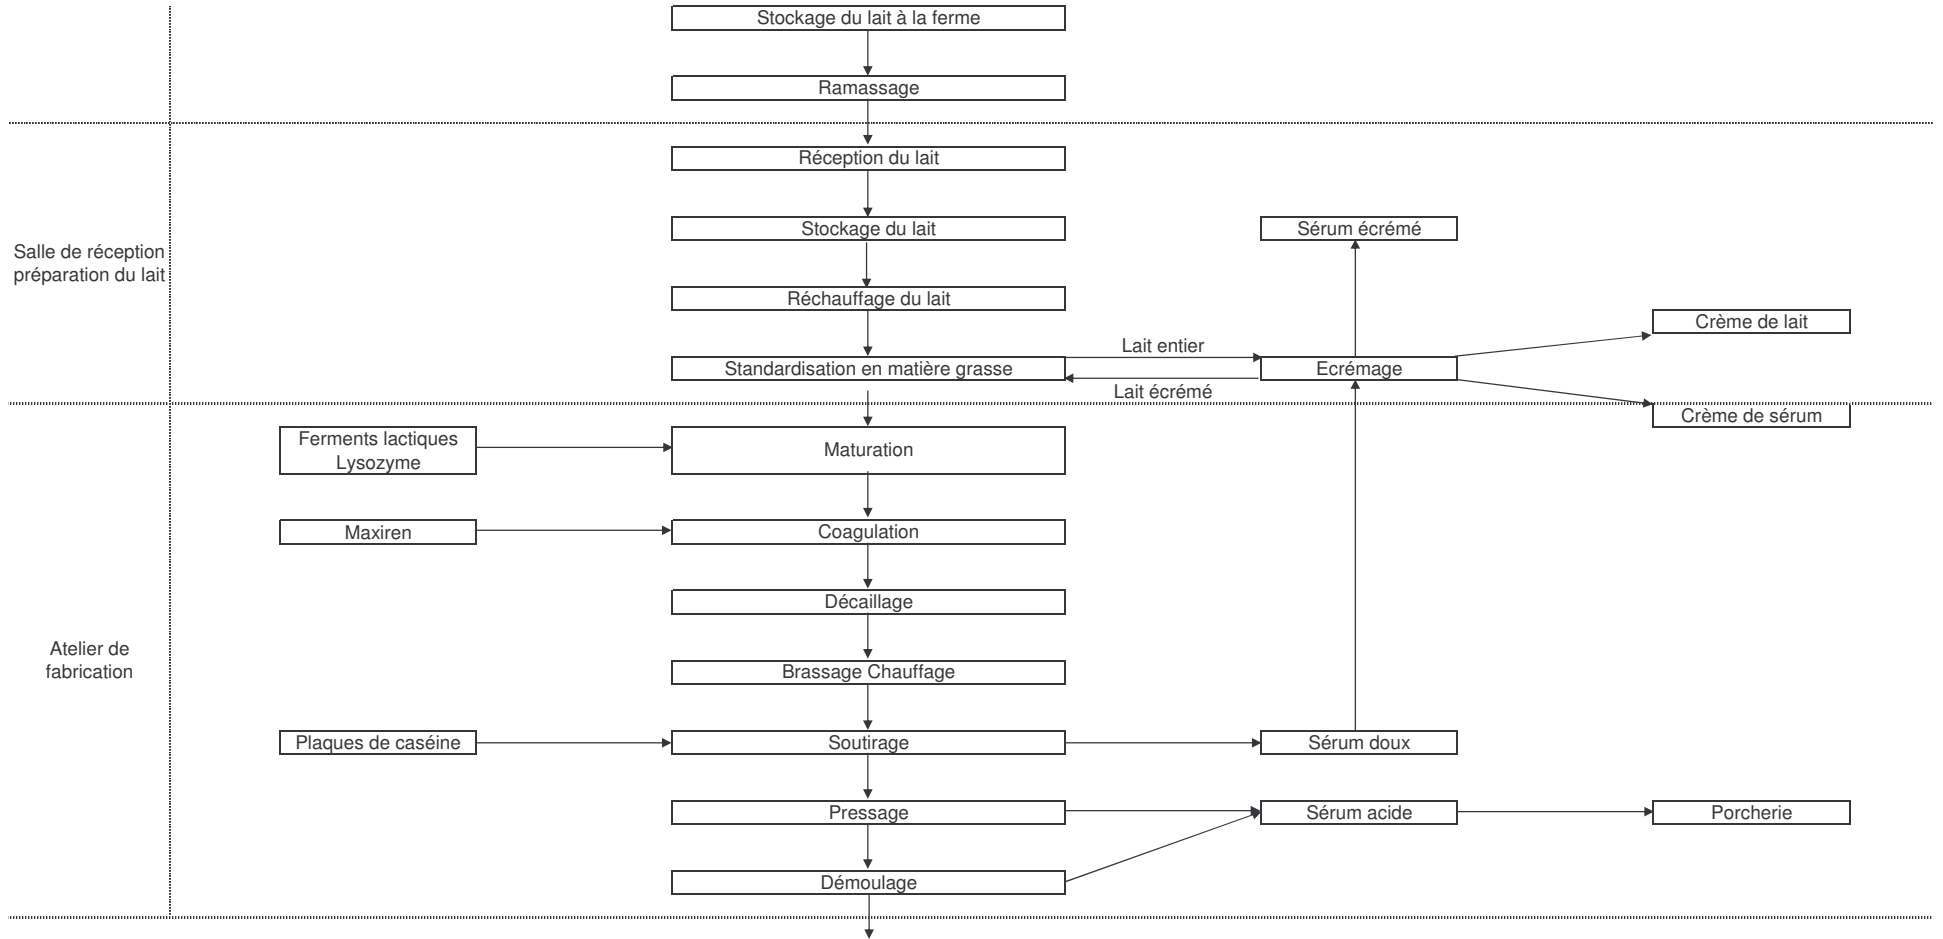 Stockage du lait à la ferme
Ramassage
Réception du lait
Stockage du lait
Sérum écrémé
Salle de réception
préparation du lait
Réchauffage du lait
Crème de lait
Lait entier
Standardisation en matière grasse
Ecrémage
Lait écrémé
Crème de sérum
Ferments lactiques
Lysozyme
Maturation
Maxiren
Coagulation
Décaillage
Atelier de
fabrication
Brassage Chauffage
Plaques de caséine
Soutirage
Sérum doux
Pressage
Sérum acide
Porcherie
Démoulage